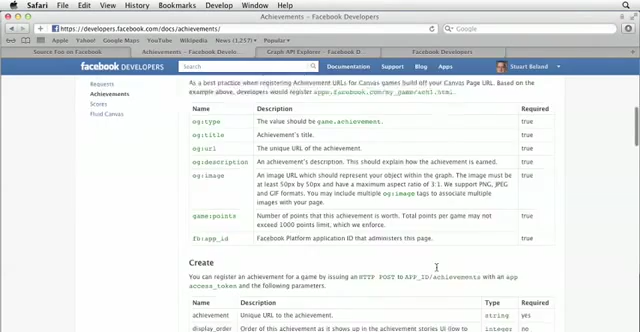 Safari File Edit View History Bookmarks Develop Window Help
Achievements – Facebook Developers
https://developers.facebook.com/docs/achievements/
Google
Apple Yahoo! Google Maps YouTube Wikipedia News (1,297) Popular
Source Foo on Facebook Achievements – Facebook Develo... Graph API Explorer – Facebook D... Facebook Developers
facebook DEVELOPERS Search Docs Support Blog Apps
Requests
Achievements
Scores
Fluid Canvas
As a best practice when registering Achievement URLs for Canvas games build off your Canvas Page URL. Based on the
example above, developers would register apps.facebook.com/my_game/ach1.html.
Name Description Required
og:type The value should be game.achievement. true
og:title Achievement's title. true
og:url The unique URL of the achievement. true
og:description An achievement's description. This should explain how the achievement is earned. true
og:image An image URL which should represent your object within the graph. The image must be true
at least 50px by 50px and have a maximum aspect ratio of 3:1. We support PNG, JPEG
and GIF formats. You may include multiple og:image tags to associate multiple
images with your page.
game:points Number of points that this achievement is worth. Total points per game may not true
exceed 1000 points limit, which we enforce.
fb:app_id Facebook Platform application ID that administers this page. true
Create
You can register an achievement for a game by issuing an HTTP POST to APP_ID/achievements with an app
access_token and the following parameters.
Name Description Type Required
achievement Unique URL to the achievement. string yes
display_order Order of this achievement as it shows up in the achievement stories UI (low to integer no